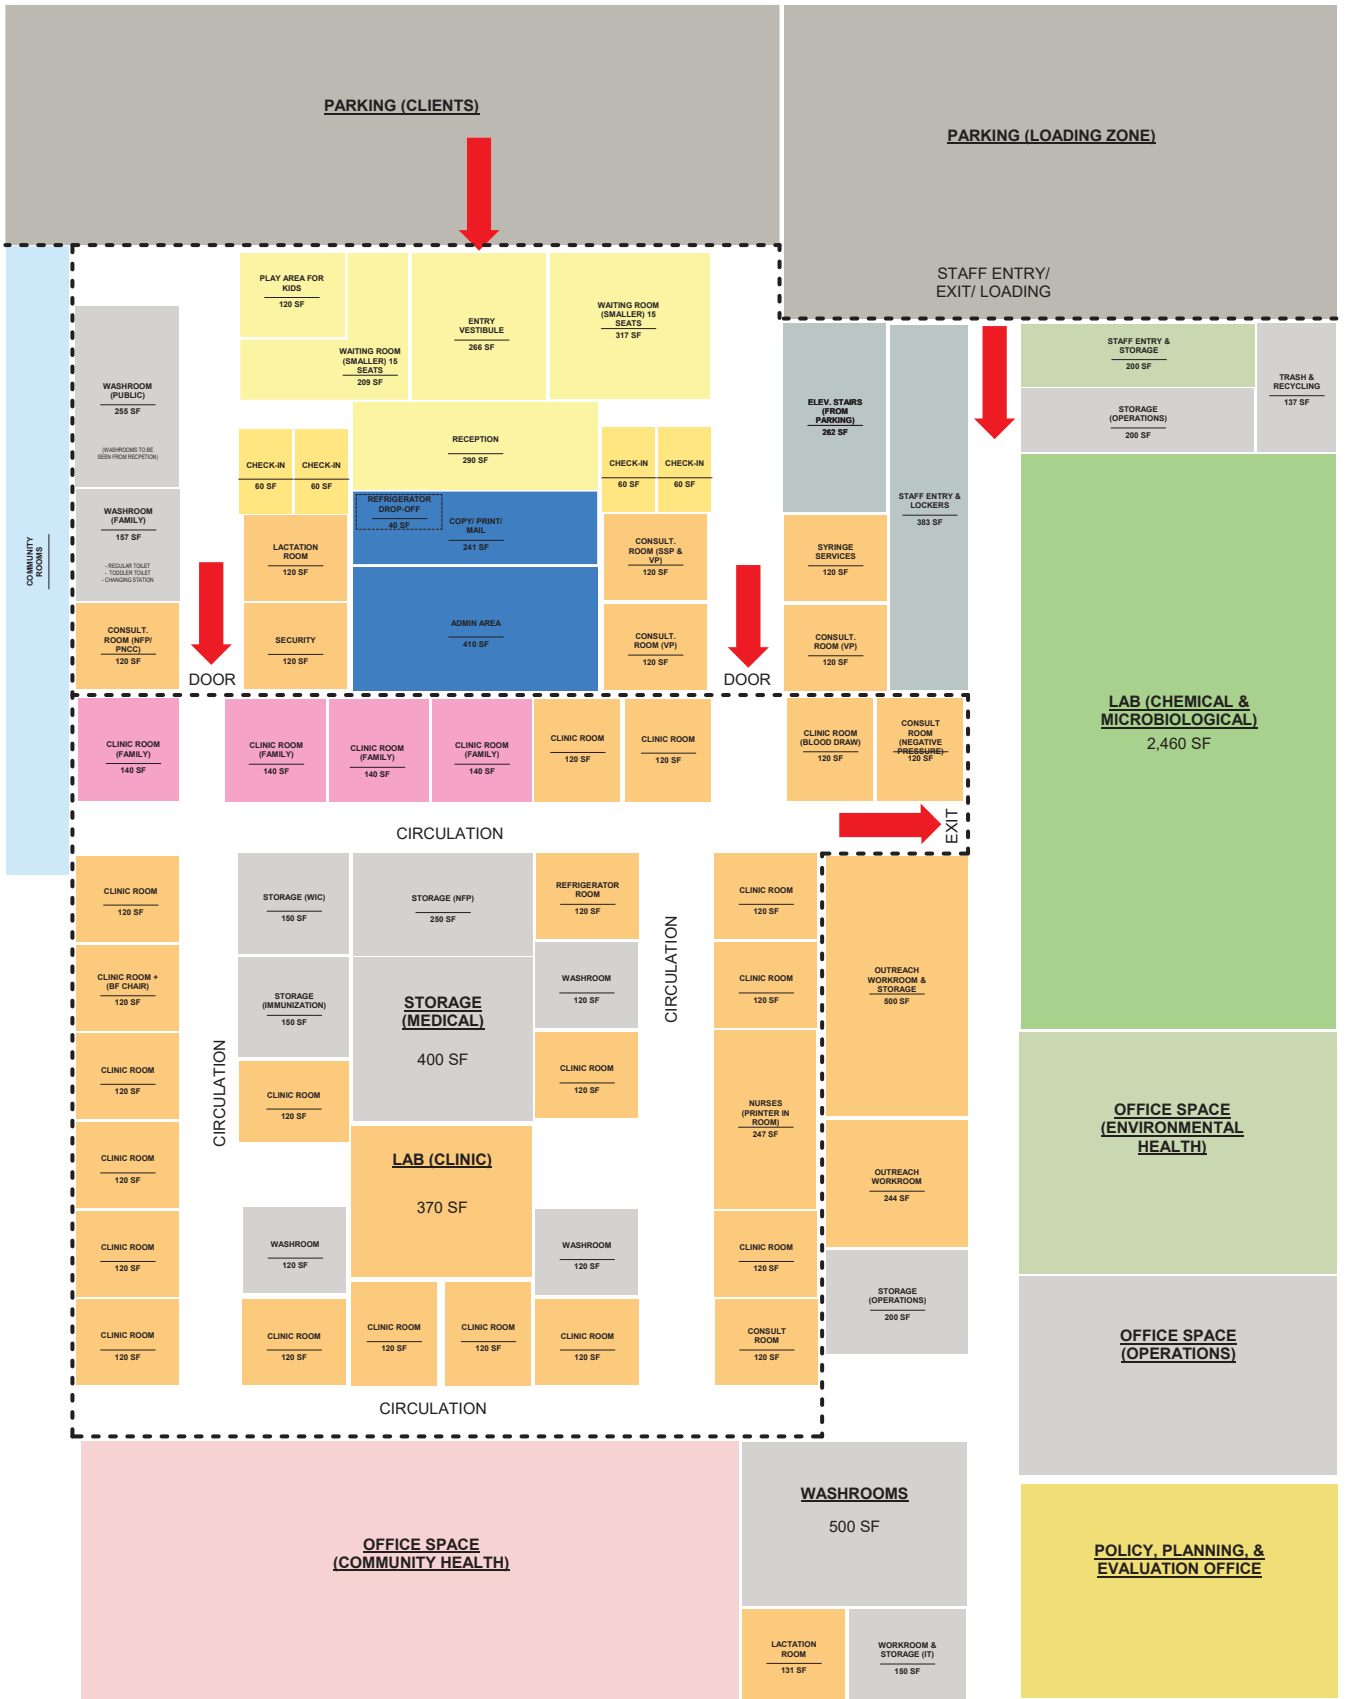 PARKING (CLIENTS)
PARKING (LOADING ZONE)
STAFF ENTRY/
EXIT/ LOADING
COMMUNITY
ROOMS
WASHROOM
(PUBLIC)
255 SF
(WASHROOMS TO BE
SEEN FROM RECPETION)
WASHROOM
(FAMILY)
157 SF
- REGULAR TOILET
- TODDLER TOILET
- CHANGING STATION
CONSULT.
ROOM (NFP/
PNCC)
120 SF
PLAY AREA FOR
KIDS
120 SF
WAITING ROOM
(SMALLER) 15
SEATS
209 SF
ENTRY
VESTIBULE
266 SF
WAITING ROOM
(SMALLER) 15
SEATS
317 SF
RECEPTION
290 SF
CHECK-IN
60 SF
CHECK-IN
60 SF
CHECK-IN
60 SF
CHECK-IN
60 SF
REFRIGERATOR
DROP-OFF
40 SF
COPY/ PRINT/
MAIL
241 SF
LACTATION
ROOM
120 SF
CONSULT.
ROOM (SSP &
VP)
120 SF
SECURITY
120 SF
ADMIN AREA
410 SF
CONSULT.
ROOM (VP)
120 SF
DOOR
DOOR
ELEV. STAIRS
(FROM
PARKING)
262 SF
STAFF ENTRY &
LOCKERS
383 SF
SYRINGE
SERVICES
120 SF
CONSULT.
ROOM (VP)
120 SF
STAFF ENTRY &
STORAGE
200 SF
STORAGE
(OPERATIONS)
200 SF
TRASH &
RECYCLING
137 SF
LAB (CHEMICAL &
MICROBIOLOGICAL)
2,460 SF
CLINIC ROOM
(FAMILY)
140 SF
CLINIC ROOM
(FAMILY)
140 SF
CLINIC ROOM
(FAMILY)
140 SF
CLINIC ROOM
(FAMILY)
140 SF
CLINIC ROOM
120 SF
CLINIC ROOM
120 SF
CLINIC ROOM
(BLOOD DRAW)
120 SF
CONSULT
ROOM
(NEGATIVE
PRESSURE)
120 SF
CIRCULATION
EXIT
CLINIC ROOM
120 SF
STORAGE (WIC)
150 SF
STORAGE (NFP)
250 SF
REFRIGERATOR
ROOM
120 SF
CIRCULATION
CLINIC ROOM
120 SF
CLINIC ROOM +
(BF CHAIR)
120 SF
STORAGE
(IMMUNIZATION)
150 SF
STORAGE
(MEDICAL)
400 SF
WASHROOM
120 SF
CLINIC ROOM
120 SF
OUTREACH
WORKROOM &
STORAGE
500 SF
CLINIC ROOM
120 SF
CIRCULATION
CLINIC ROOM
120 SF
CLINIC ROOM
120 SF
NURSES
(PRINTER IN
ROOM)
247 SF
OFFICE SPACE
(ENVIRONMENTAL
HEALTH)
CLINIC ROOM
120 SF
LAB (CLINIC)
370 SF
OUTREACH
WORKROOM
244 SF
CLINIC ROOM
120 SF
WASHROOM
120 SF
WASHROOM
120 SF
CLINIC ROOM
120 SF
STORAGE
(OPERATIONS)
200 SF
CLINIC ROOM
120 SF
CLINIC ROOM
120 SF
CLINIC ROOM
120 SF
CLINIC ROOM
120 SF
CLINIC ROOM
120 SF
CONSULT
ROOM
120 SF
OFFICE SPACE
(OPERATIONS)
CIRCULATION
OFFICE SPACE
(COMMUNITY HEALTH)
WASHROOMS
500 SF
POLICY, PLANNING, &
EVALUATION OFFICE
LACTATION
ROOM
131 SF
WORKROOM &
STORAGE (IT)
150 SF